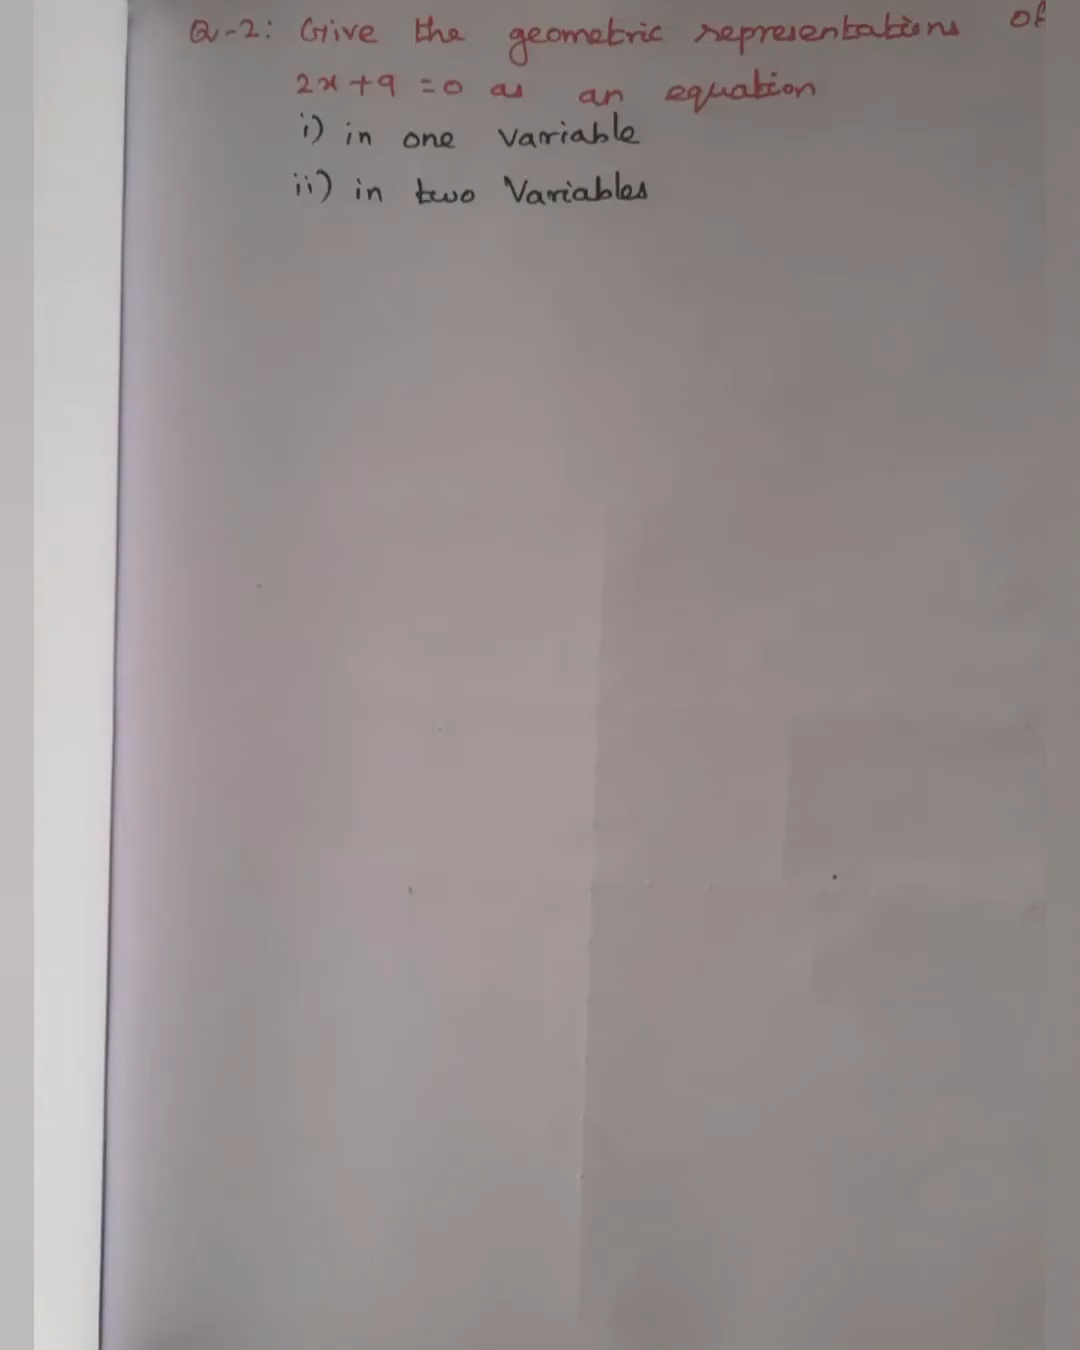 Q-2: Give the geometric representations of
2x+9=0 as an equation
i) in one variable
ii) in two Variables